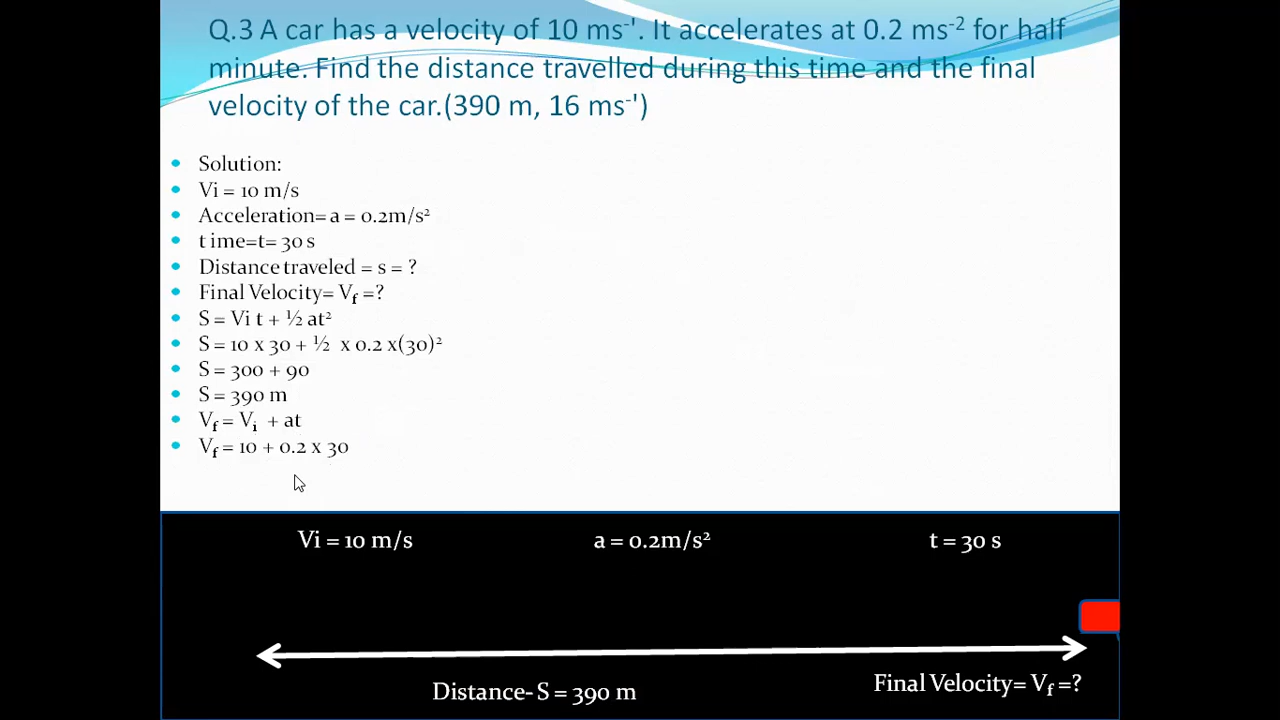 Q.3 A car has a velocity of 10 ms-'. It accelerates at 0.2 ms-2 for half
minute. Find the distance travelled during this time and the final
velocity of the car.(390 m, 16 ms-')
Solution:
Vi = 10 m/s
Acceleration= a = 0.2m/s²
t ime=t= 30 s
Distance traveled = s = ?
Final Velocity= Vf =?
S = Vi t + ½ at²
S = 10 x 30 + ½ x 0.2 x(30)²
S = 300 + 90
S = 390 m
Vf = Vi + at
Vf = 10 + 0.2 x 30
Vi = 10 m/s a = 0.2m/s² t = 30 s
Distance- S = 390 m Final Velocity= Vf =?